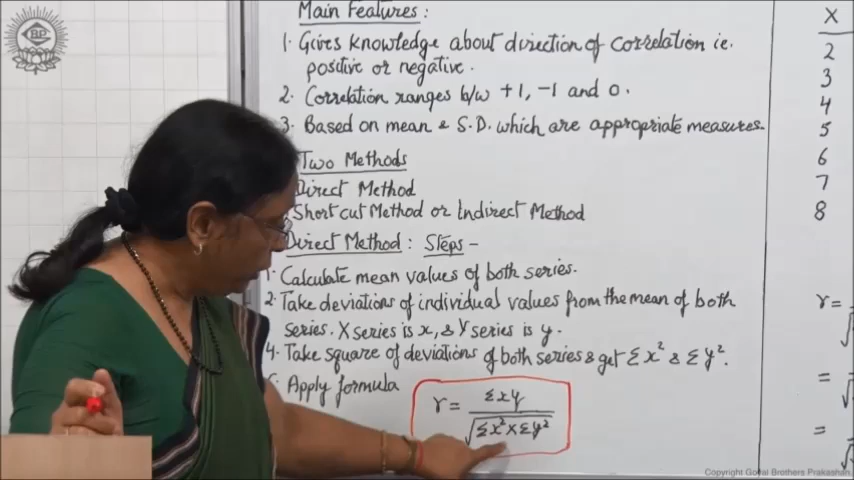 BP
Main Features:
1. Gives knowledge about direction of correlation ie.
positive or negative.
2. Correlation ranges b/w +1, -1 and 0.
3. Based on mean & S.D. which are appropriate measures.
Two Methods
Direct Method
Short cut Method or Indirect Method
Direct Method: Steps -
1. Calculate mean values of both series.
2. Take deviations of individual values from the mean of both
series. X series is x, & Y series is y.
4. Take square of deviations of both series & get Σx² & Σy².
Apply formula
r = Σxy / √Σx² × Σy²
X
2
3
4
5
6
7
8
r =
=
=
Copyright Goyal Brothers Prakashan